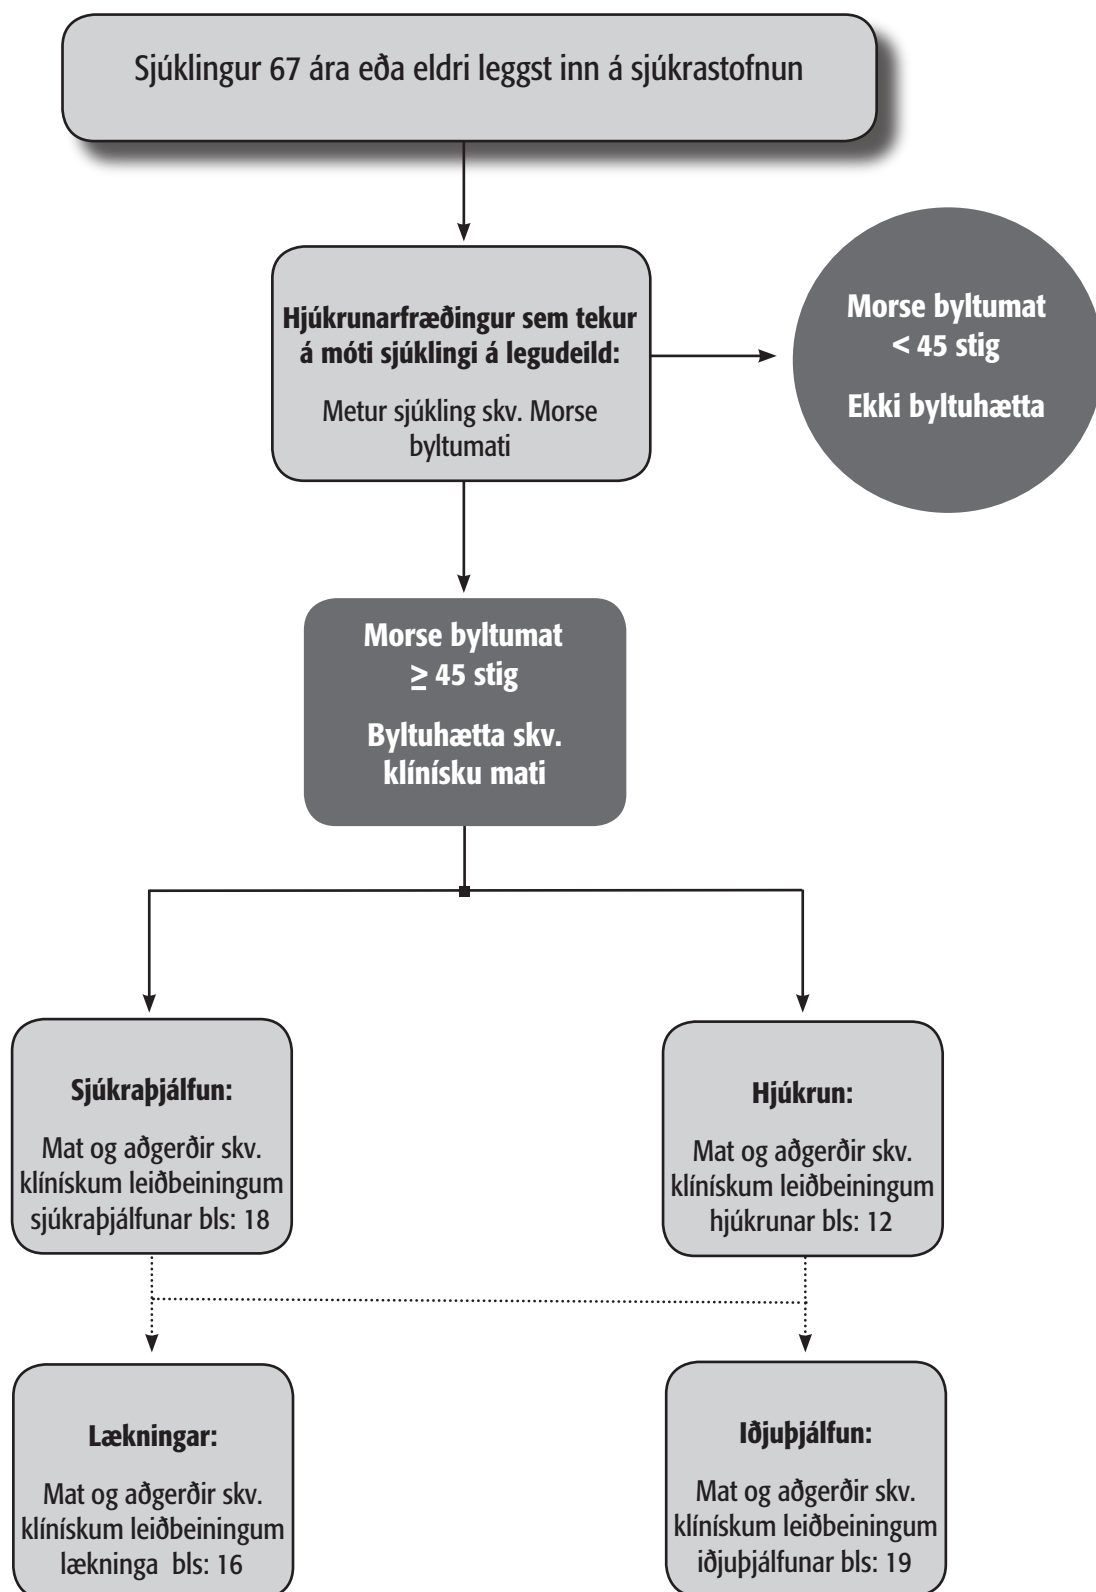 Sjúklingur 67 ára eða eldri leggst inn á sjúkrastofnun
Hjúkrunarfræðingur sem tekur
á móti sjúklingi á legudeild:
Metur sjúkling skv. Morse
byltumati
Morse byltumat
< 45 stig
Ekki byltuhætta
Morse byltumat
≥ 45 stig
Byltuhætta skv.
klínísku mati
Sjúkraþjálfun:
Mat og aðgerðir skv.
klínískum leiðbeiningum
sjúkraþjálfunar bls: 18
Hjúkrun:
Mat og aðgerðir skv.
klínískum leiðbeiningum
hjúkrunar bls: 12
Lækningar:
Mat og aðgerðir skv.
klínískum leiðbeiningum
lækninga bls: 16
Iðjuþjálfun:
Mat og aðgerðir skv.
klínískum leiðbeiningum
iðjuþjálfunar bls: 19